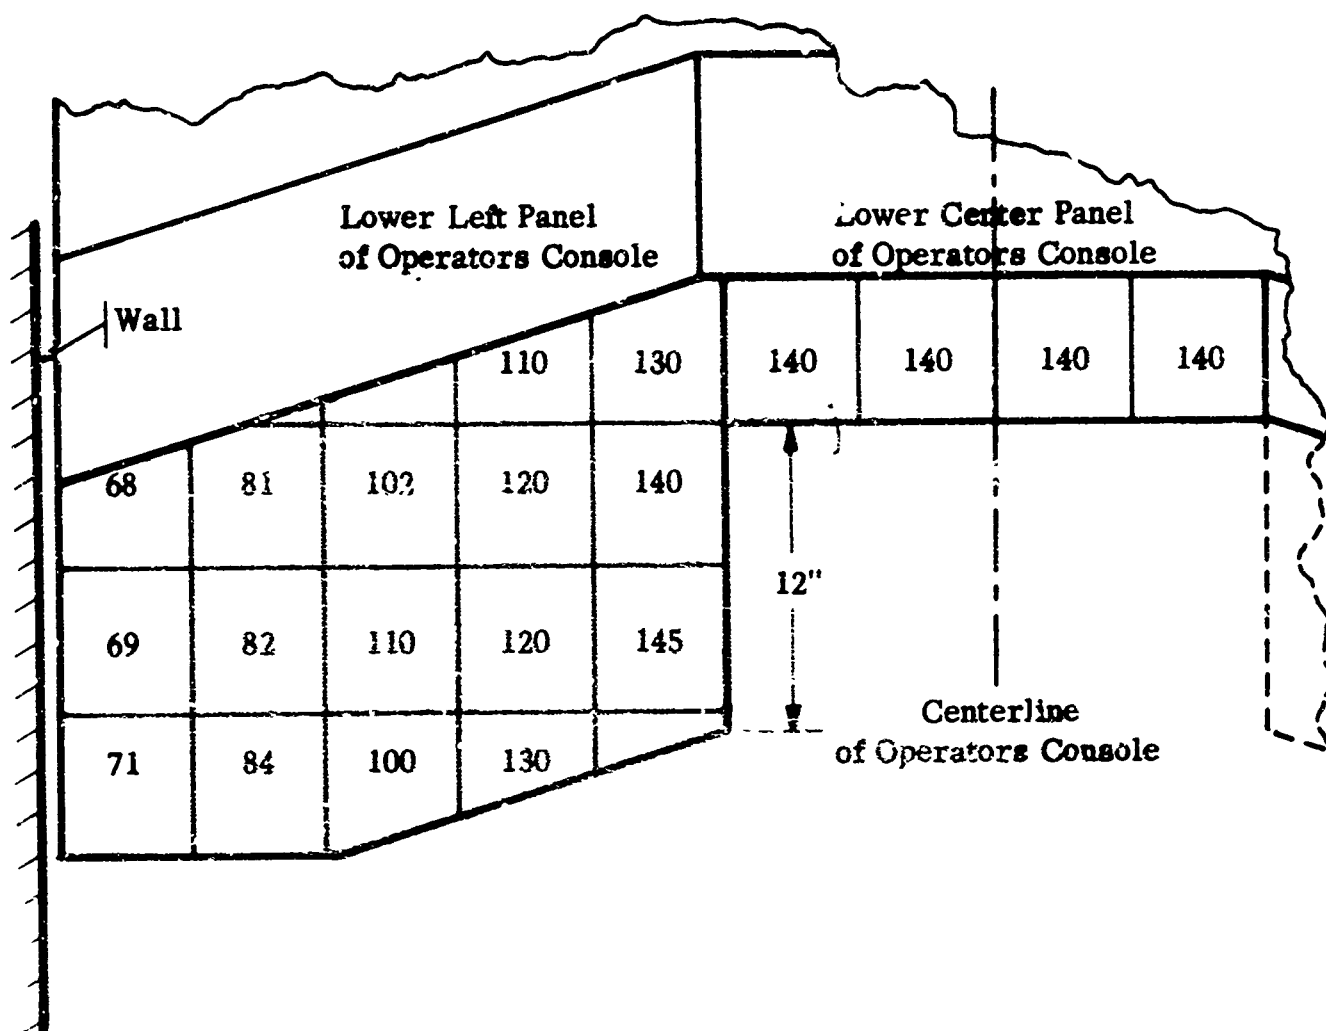 Lower Left Panel
of Operators Console
Lower Center Panel
of Operators Console
Wall
110 130 140 140 140 140
68 81 102 120 140
12"
69 82 110 120 145
Centerline
of Operators Console
71 84 100 130